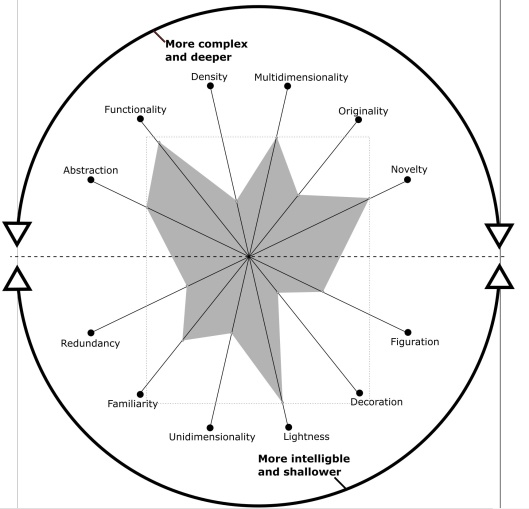 More complex
and deeper
Density
Multidimensionality
Functionality
Originality
Abstraction
Novelty
Redundancy
Figuration
Familiarity
Decoration
Unidimensionality
Lightness
More intelligble
and shallower